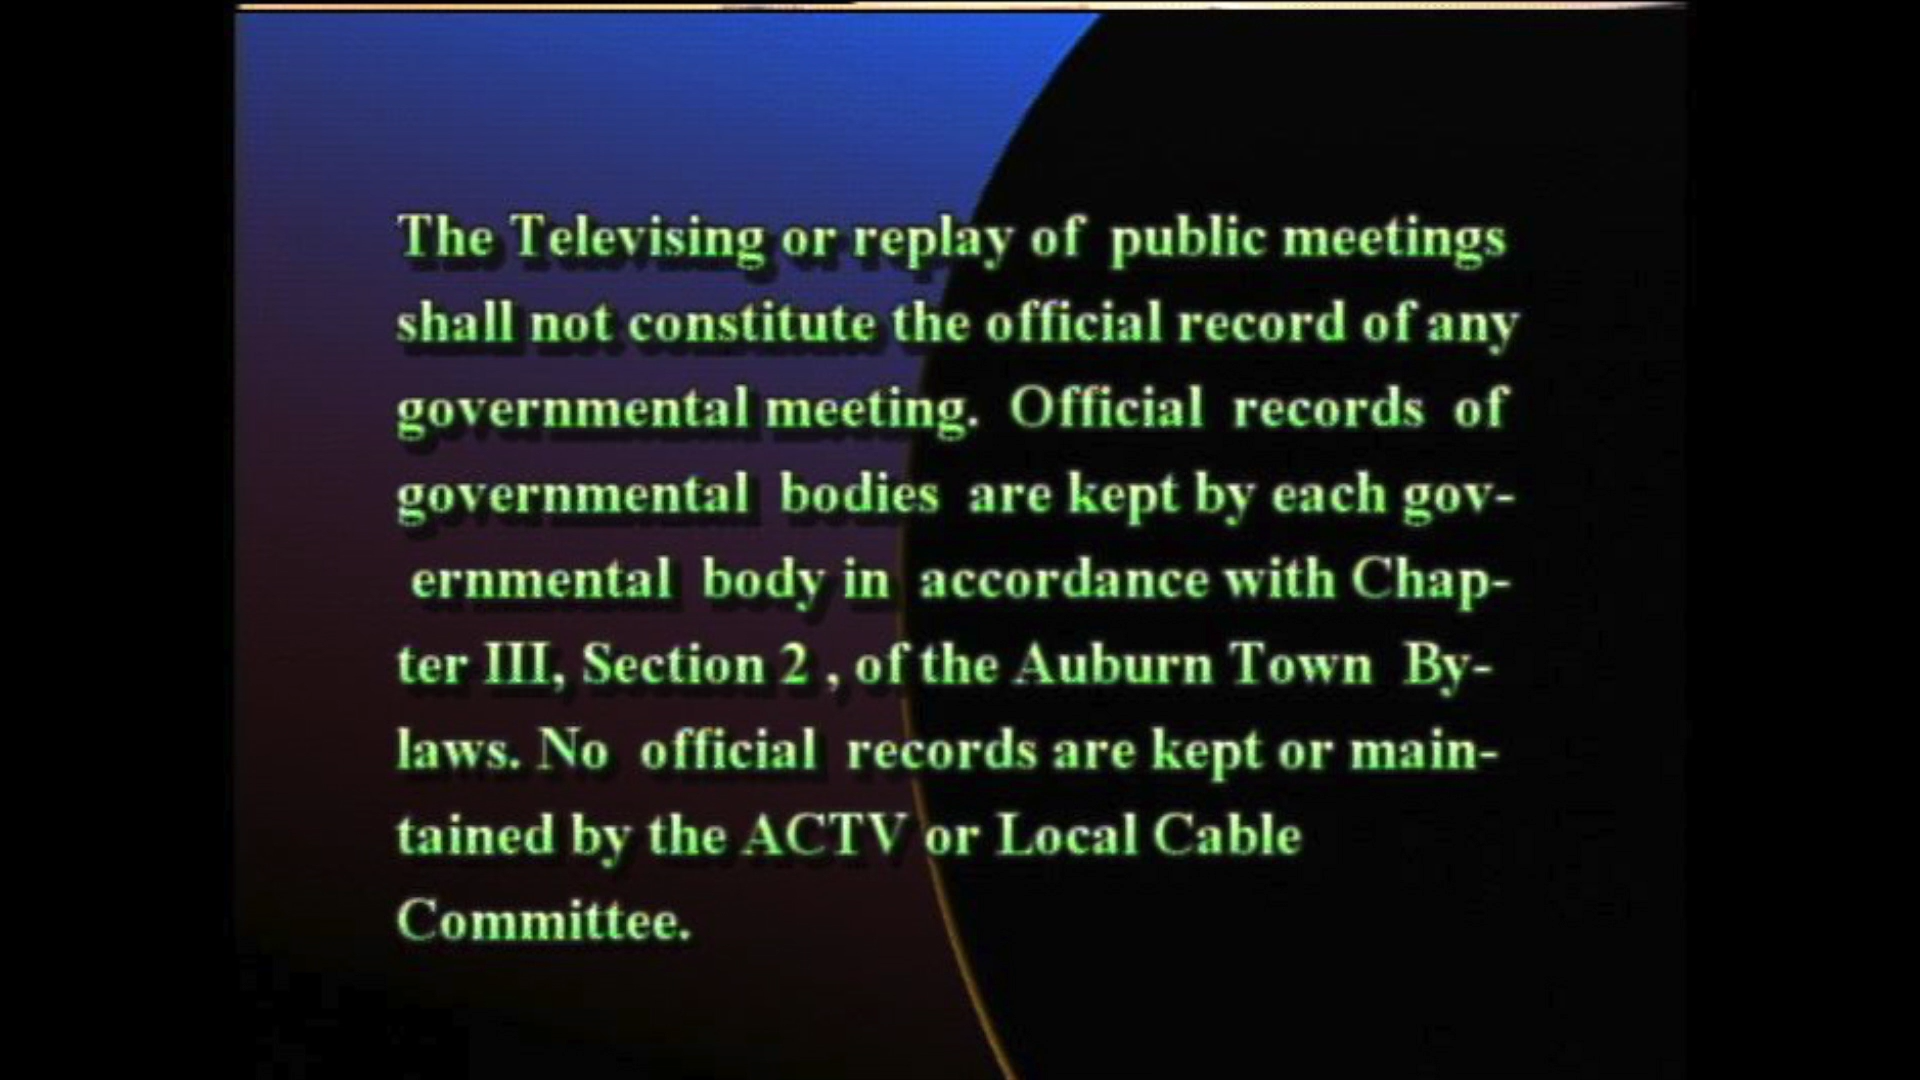 The Televising or replay of public meetings
shall not constitute the official record of any
governmental meeting. Official records of
governmental bodies are kept by each gov-
ernmental body in accordance with Chap-
ter III, Section 2 , of the Auburn Town By-
laws. No official records are kept or main-
tained by the ACTV or Local Cable
Committee.